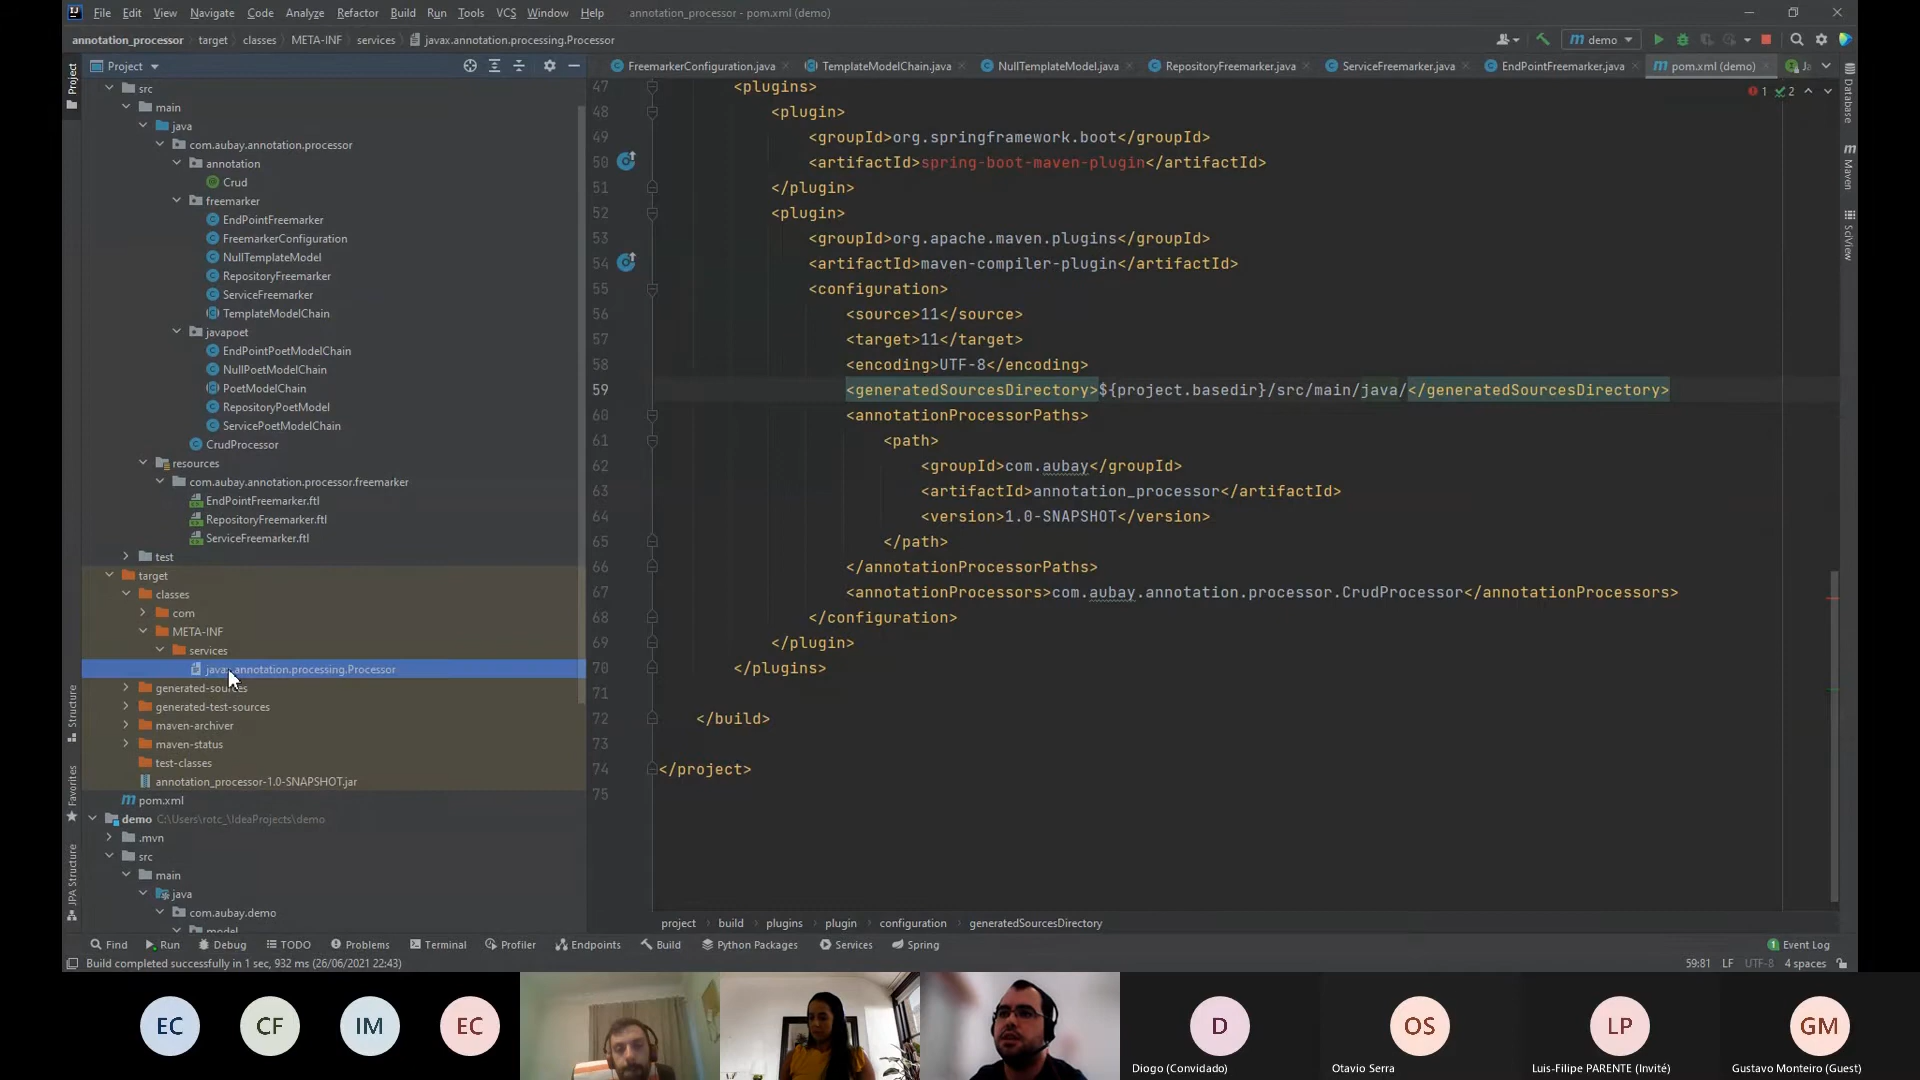 File Edit View Navigate Code Analyze Refactor Build Run Tools VCS Window Help annotation_processor - pom.xml (demo)
annotation_processor target classes META-INF services javax.annotation.processing.Processor demo
Project
FreemarkerConfiguration.java TemplateModelChain.java NullTemplateModel.java RepositoryFreemarker.java ServiceFreemarker.java EndPointFreemarker.java pom.xml (demo) Ja
1 2
Project
Structure
Favorites
JPA Structure
src
main
java
com.aubay.annotation.processor
annotation
Crud
freemarker
EndPointFreemarker
FreemarkerConfiguration
NullTemplateModel
RepositoryFreemarker
ServiceFreemarker
TemplateModelChain
javapoet
EndPointPoetModelChain
NullPoetModelChain
PoetModelChain
RepositoryPoetModel
ServicePoetModelChain
CrudProcessor
resources
com.aubay.annotation.processor.freemarker
EndPointFreemarker.ftl
RepositoryFreemarker.ftl
ServiceFreemarker.ftl
test
target
classes
com
META-INF
services
javax.annotation.processing.Processor
generated-sources
generated-test-sources
maven-archiver
maven-status
test-classes
annotation_processor-1.0-SNAPSHOT.jar
pom.xml
demo C:\Users\rotc_\IdeaProjects\demo
.mvn
src
main
java
com.aubay.demo
model
47 <plugins>
48 <plugin>
49 <groupId>org.springframework.boot</groupId>
50 <artifactId>spring-boot-maven-plugin</artifactId>
51 </plugin>
52 <plugin>
53 <groupId>org.apache.maven.plugins</groupId>
54 <artifactId>maven-compiler-plugin</artifactId>
55 <configuration>
56 <source>11</source>
57 <target>11</target>
58 <encoding>UTF-8</encoding>
59 <generatedSourcesDirectory>${project.basedir}/src/main/java/</generatedSourcesDirectory>
60 <annotationProcessorPaths>
61 <path>
62 <groupId>com.aubay</groupId>
63 <artifactId>annotation_processor</artifactId>
64 <version>1.0-SNAPSHOT</version>
65 </path>
66 </annotationProcessorPaths>
67 <annotationProcessors>com.aubay.annotation.processor.CrudProcessor</annotationProcessors>
68 </configuration>
69 </plugin>
70 </plugins>
71
72 </build>
73
74 </project>
75
Database
Maven
SciView
project build plugins plugin configuration generatedSourcesDirectory
Find Run Debug TODO Problems Terminal Profiler Endpoints Build Python Packages Services Spring 1 Event Log
Build completed successfully in 1 sec, 932 ms (26/06/2021 22:43) 59:81 LF UTF-8 4 spaces
EC CF IM EC D OS LP GM
Diogo (Convidado) Otavio Serra Luis-Filipe PARENTE (Invité) Gustavo Monteiro (Guest)